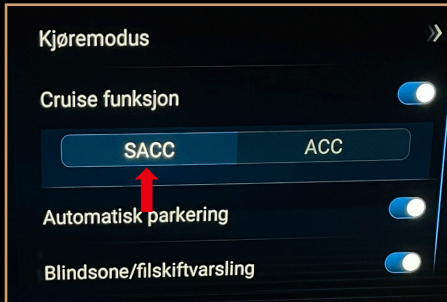 Kjøremodus
Cruise funksjon
SACC ACC
Automatisk parkering
Blindsone/filskiftvarsling